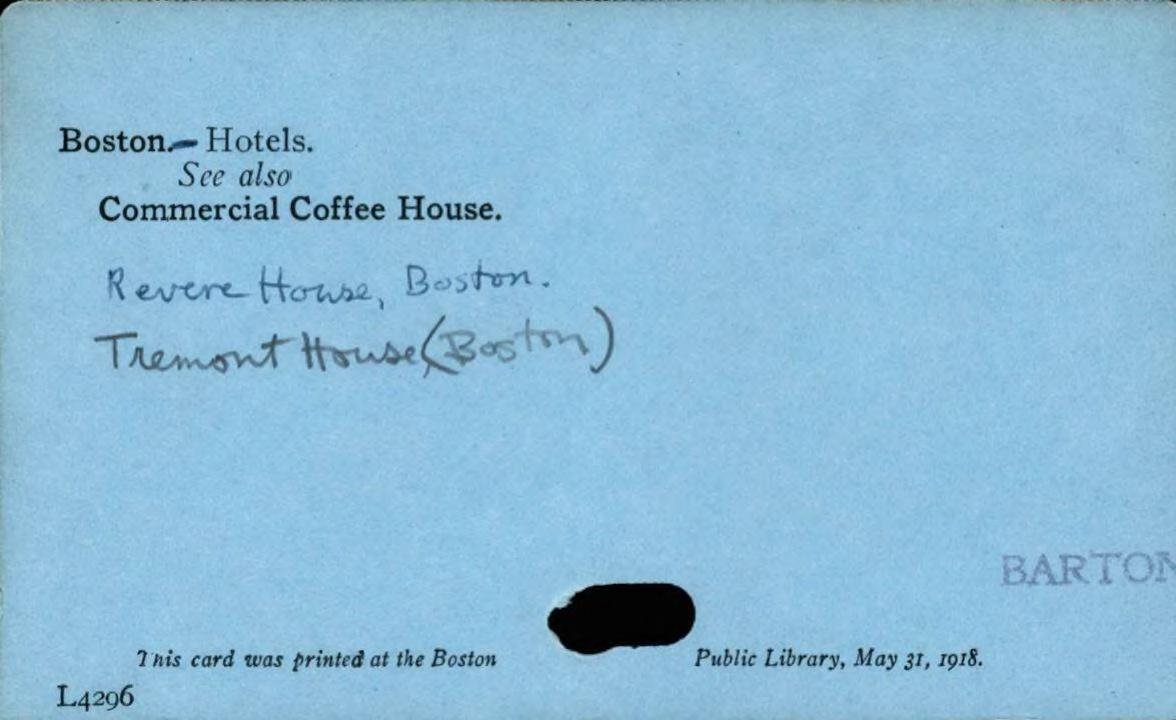 Boston.– Hotels.
See also
Commercial Coffee House.
Revere House, Boston.
Tremont House (Boston)
BARTON
This card was printed at the Boston Public Library, May 31, 1918.
L4296